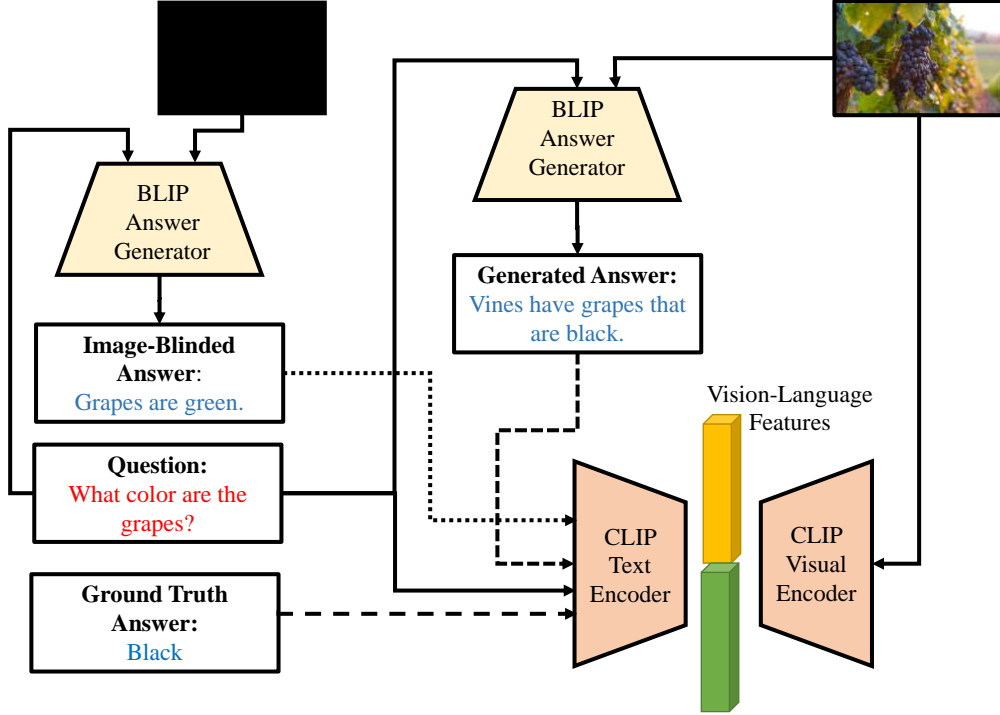 BLIP
Answer
Generator
BLIP
Answer
Generator
Image-Blinded
Answer:
Grapes are green.
Generated Answer:
Vines have grapes that
are black.
Question:
What color are the
grapes?
Ground Truth
Answer:
Black
Vision-Language
Features
CLIP
Text
Encoder
CLIP
Visual
Encoder